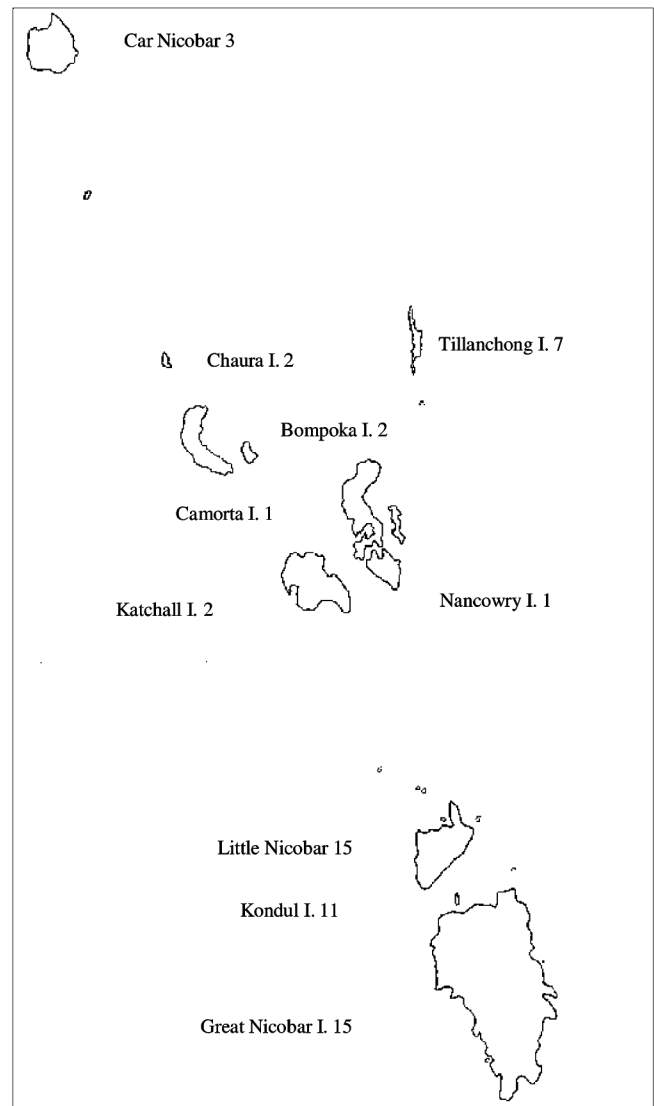 Car Nicobar 3
Tillanchong I. 7
Chaura I. 2
Bompoka I. 2
Camorta I. 1
Katchall I. 2
Nancowry I. 1
Little Nicobar 15
Kondul I. 11
Great Nicobar I. 15